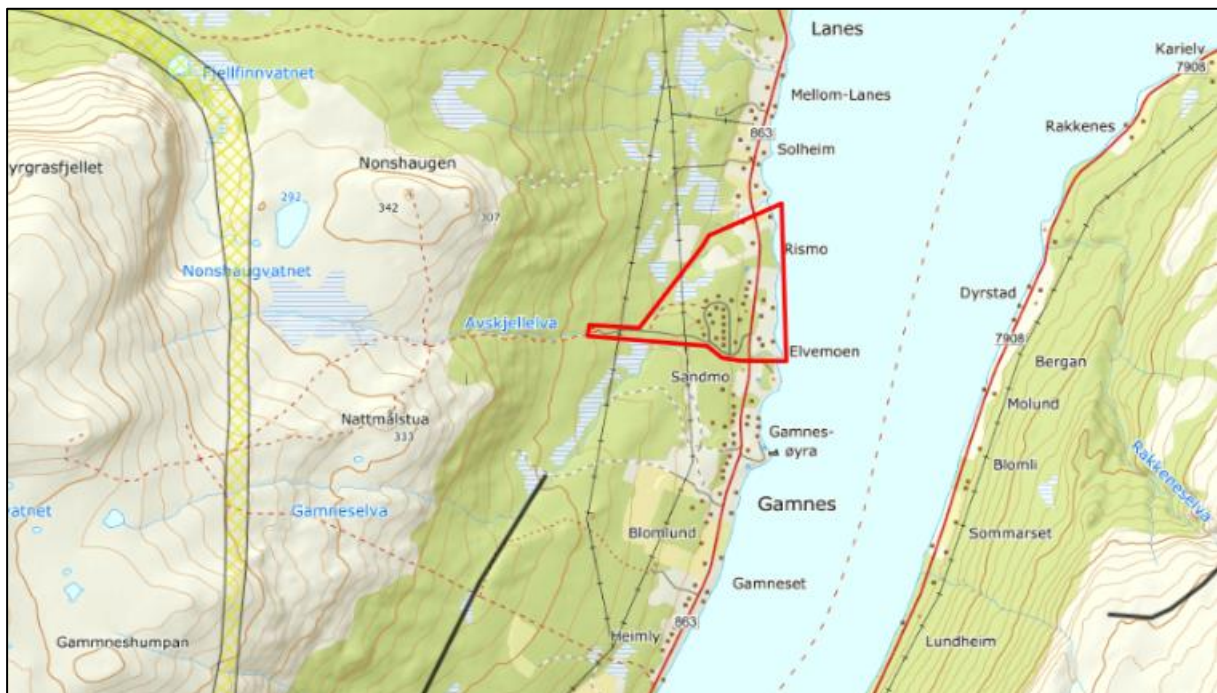 Lanes
Karielv
7908
Fjellfinnvatnet
Mellom-Lanes
863
Rakkenes
Solheim
yrgrasfjellet
Nonshaugen
292
342
307
Rismo
Nonshaugvatnet
Dyrstad
Avskjelleiva
7908
Elvemoen
Bergan
Sandmo
Molund
Nattmålstua
333
Gamnes-
øyra
Blomli
Rakkeneselva
vatnet
Gamneselva
Gamnes
Blomlund
Sommarset
Gamneset
863
Heimly
Gammneshumpan
Lundheim